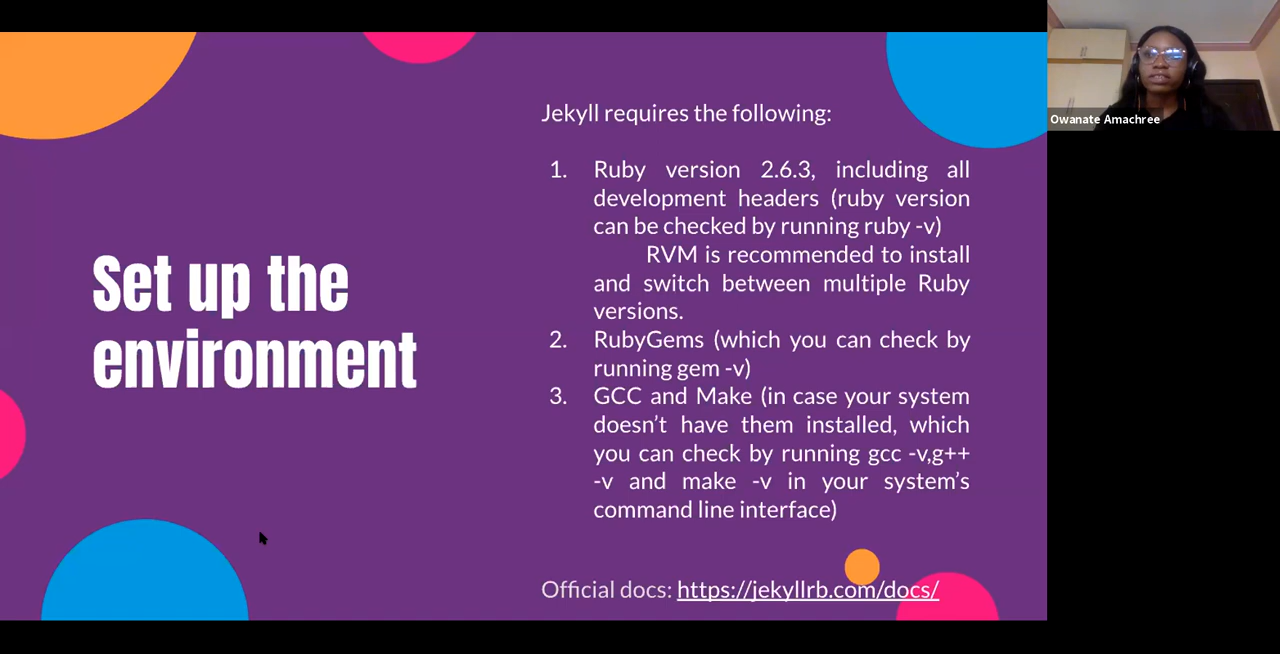 Owanate Amachree
Set up the
environment
Jekyll requires the following:
1. Ruby version 2.6.3, including all
development headers (ruby version
can be checked by running ruby -v)
RVM is recommended to install
and switch between multiple Ruby
versions.
2. RubyGems (which you can check by
running gem -v)
3. GCC and Make (in case your system
doesn’t have them installed, which
you can check by running gcc -v,g++
-v and make -v in your system’s
command line interface)
Official docs: https://jekyllrb.com/docs/